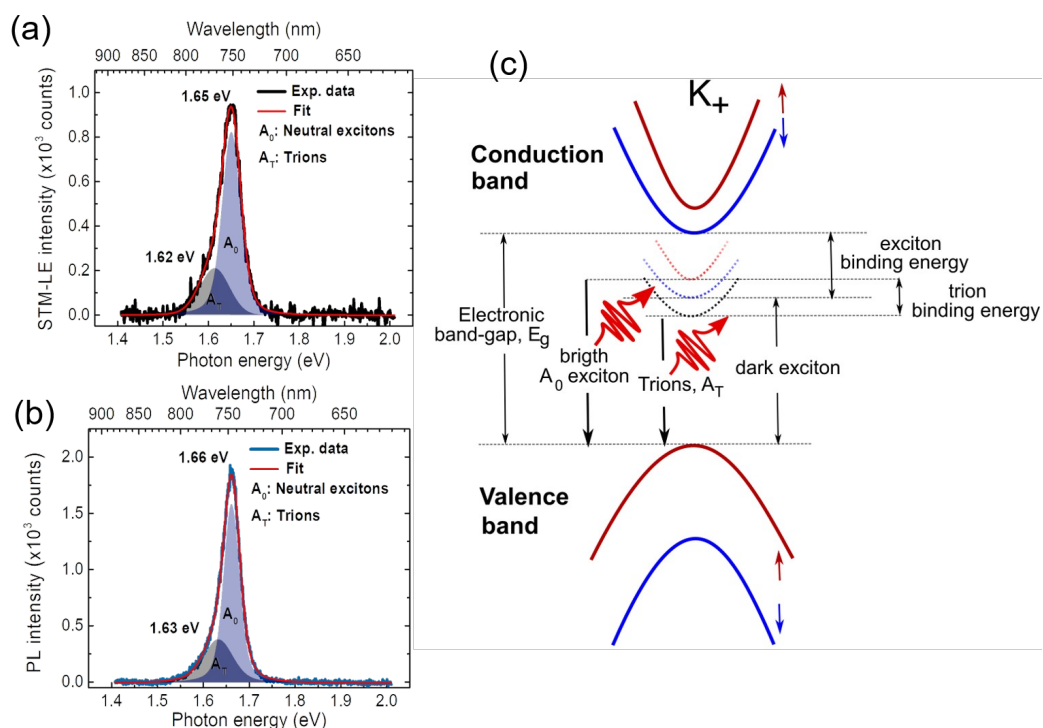 (a)
Wavelength (nm)
900 850 800 750 700 650
STM-LE intensity (x10³ counts)
1.0
0.8
0.6
0.4
0.2
0.0
1.65 eV
Exp. data
Fit
A₀: Neutral excitons
A_T: Trions
1.62 eV
A₀
A_T
1.4 1.5 1.6 1.7 1.8 1.9 2.0
Photon energy (eV)
(b)
Wavelength (nm)
900 850 800 750 700 650
PL intensity (x10³ counts)
2.0
1.5
1.0
0.5
0.0
1.66 eV
Exp. data
Fit
A₀: Neutral excitons
A_T: Trions
1.63 eV
A₀
A_T
1.4 1.5 1.6 1.7 1.8 1.9 2.0
Photon energy (eV)
(c)
K₊
Conduction
band
exciton
binding energy
trion
binding energy
Electronic
band-gap, E_g
brigth
A₀ exciton
Trions, A_T
dark exciton
Valence
band